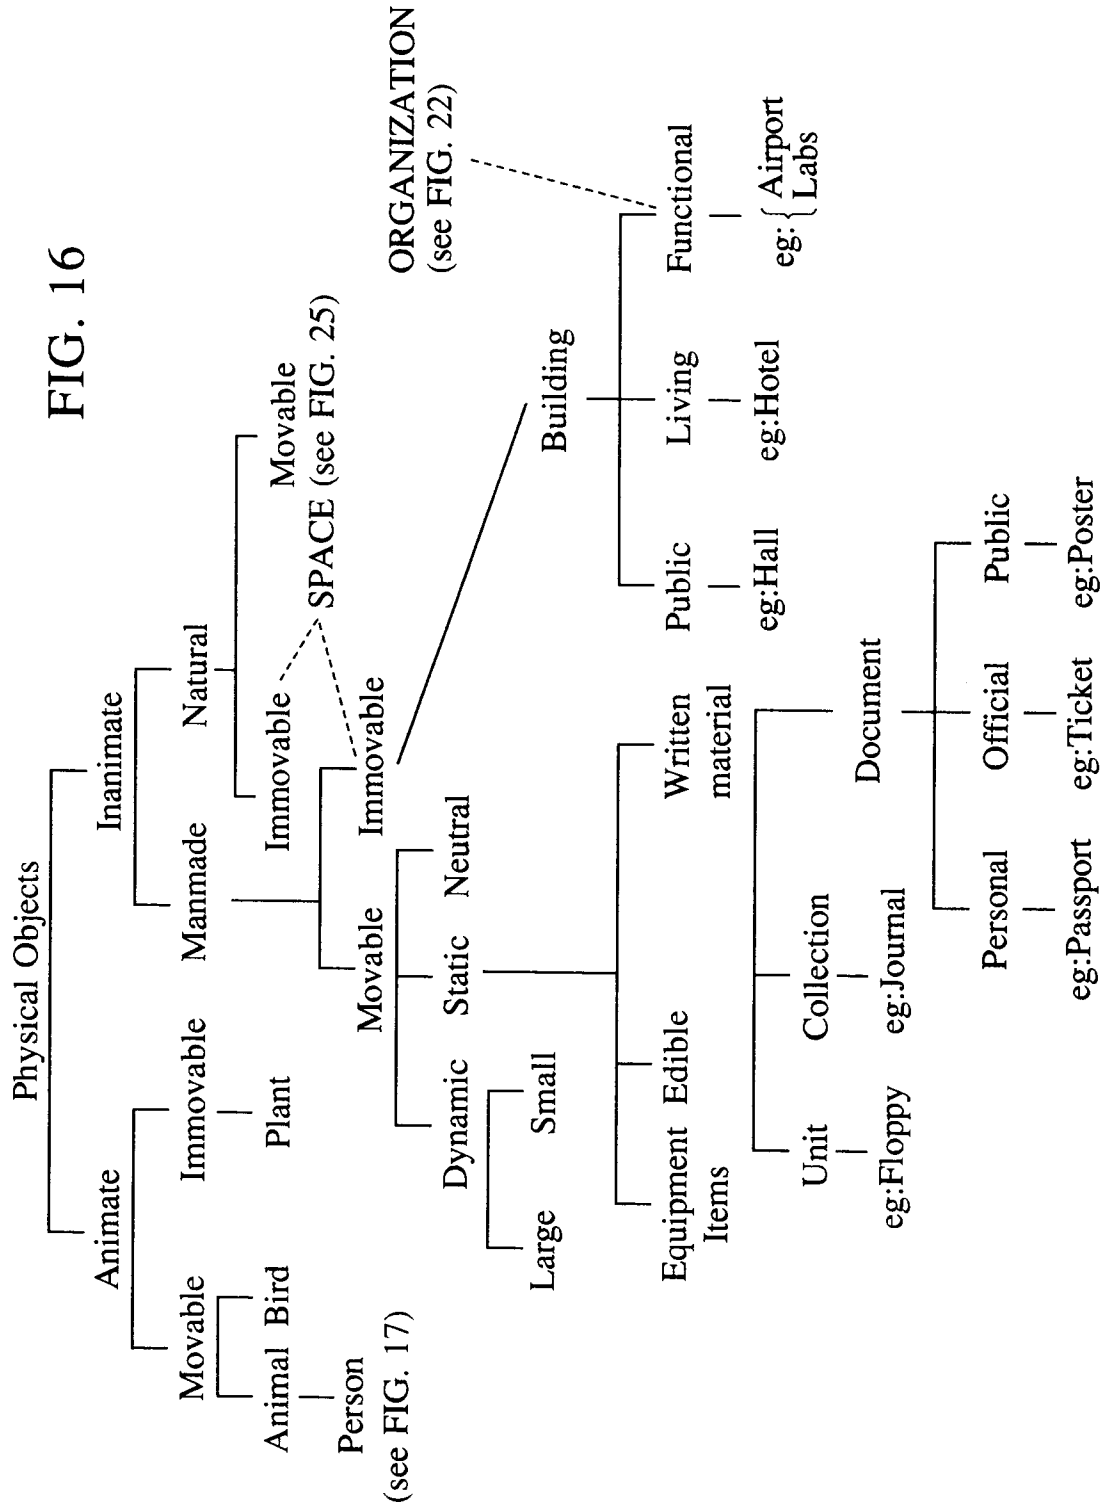 FIG. 16
Physical Objects
Animate
Inanimate
Movable
Immovable
Manmade
Natural
Animal
Bird
Plant
Immovable
Movable
Person
(see FIG. 17)
SPACE (see FIG. 25)
Movable
Immovable
ORGANIZATION
(see FIG. 22)
Dynamic
Static
Neutral
Large
Small
Building
Equipment
Items
Edible
Written
material
Public
Living
Functional
eg:Hall
eg:Hotel
eg: { Airport
Labs
Unit
Collection
Document
eg:Floppy
eg:Journal
Personal
Official
Public
eg:Passport
eg:Ticket
eg:Poster